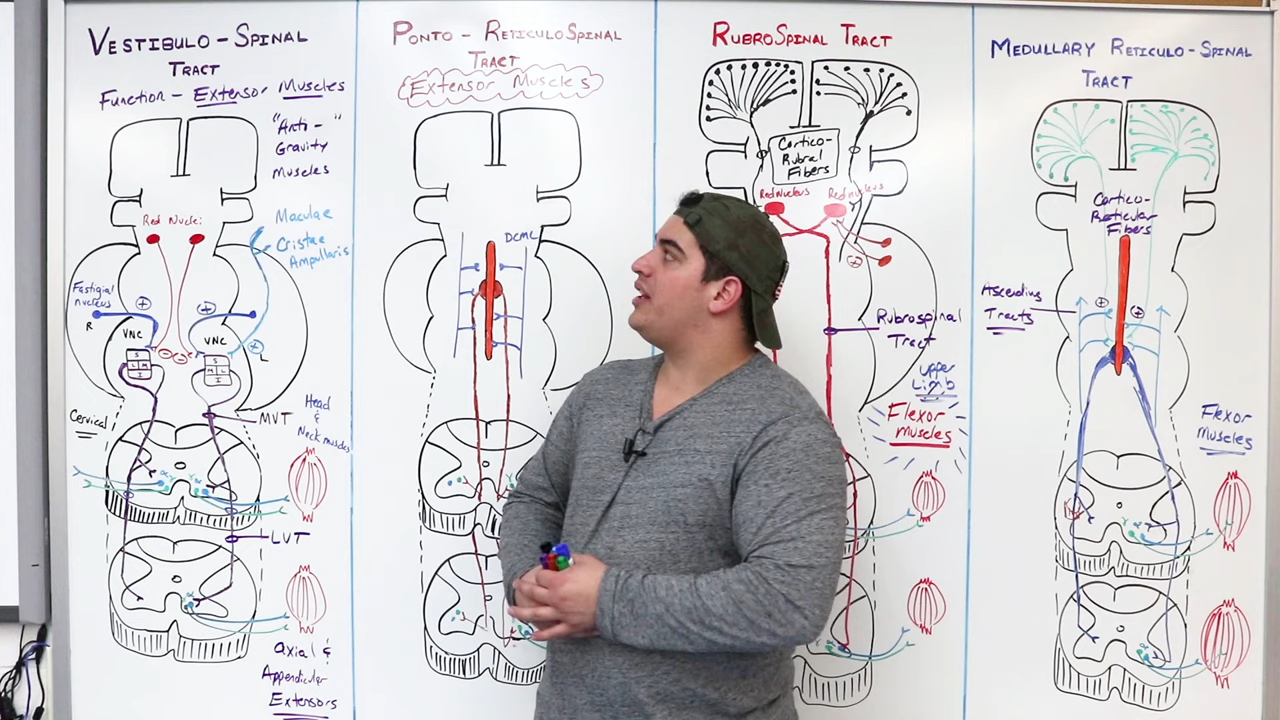 VESTIBULO-SPINAL
TRACT
Function - Extensor Muscles
"Anti-"
Gravity
Muscles
Red Nuclei
Maculae
Cristae
Ampullaris
Fastigial
nucleus
R
+
+
VNC
VNC
+
L
S
L M
I
S
M L
I
Cervical
MVT
Head
&
Neck muscles
LVT
axial &
Appendicular
Extensors
PONTO - RETICULOSPINAL
TRACT
Extensor Muscles
DCML
RUBROSPINAL TRACT
Cortico-
Rubral
Fibers
Red Nucleus
Red nucleus
Rubrospinal
Tract
upper
Limb
Flexor
muscles
MEDULLARY RETICULO-SPINAL
TRACT
Cortico-
Reticular
Fibers
Ascending
Tracts
+
+
Flexor
Muscles